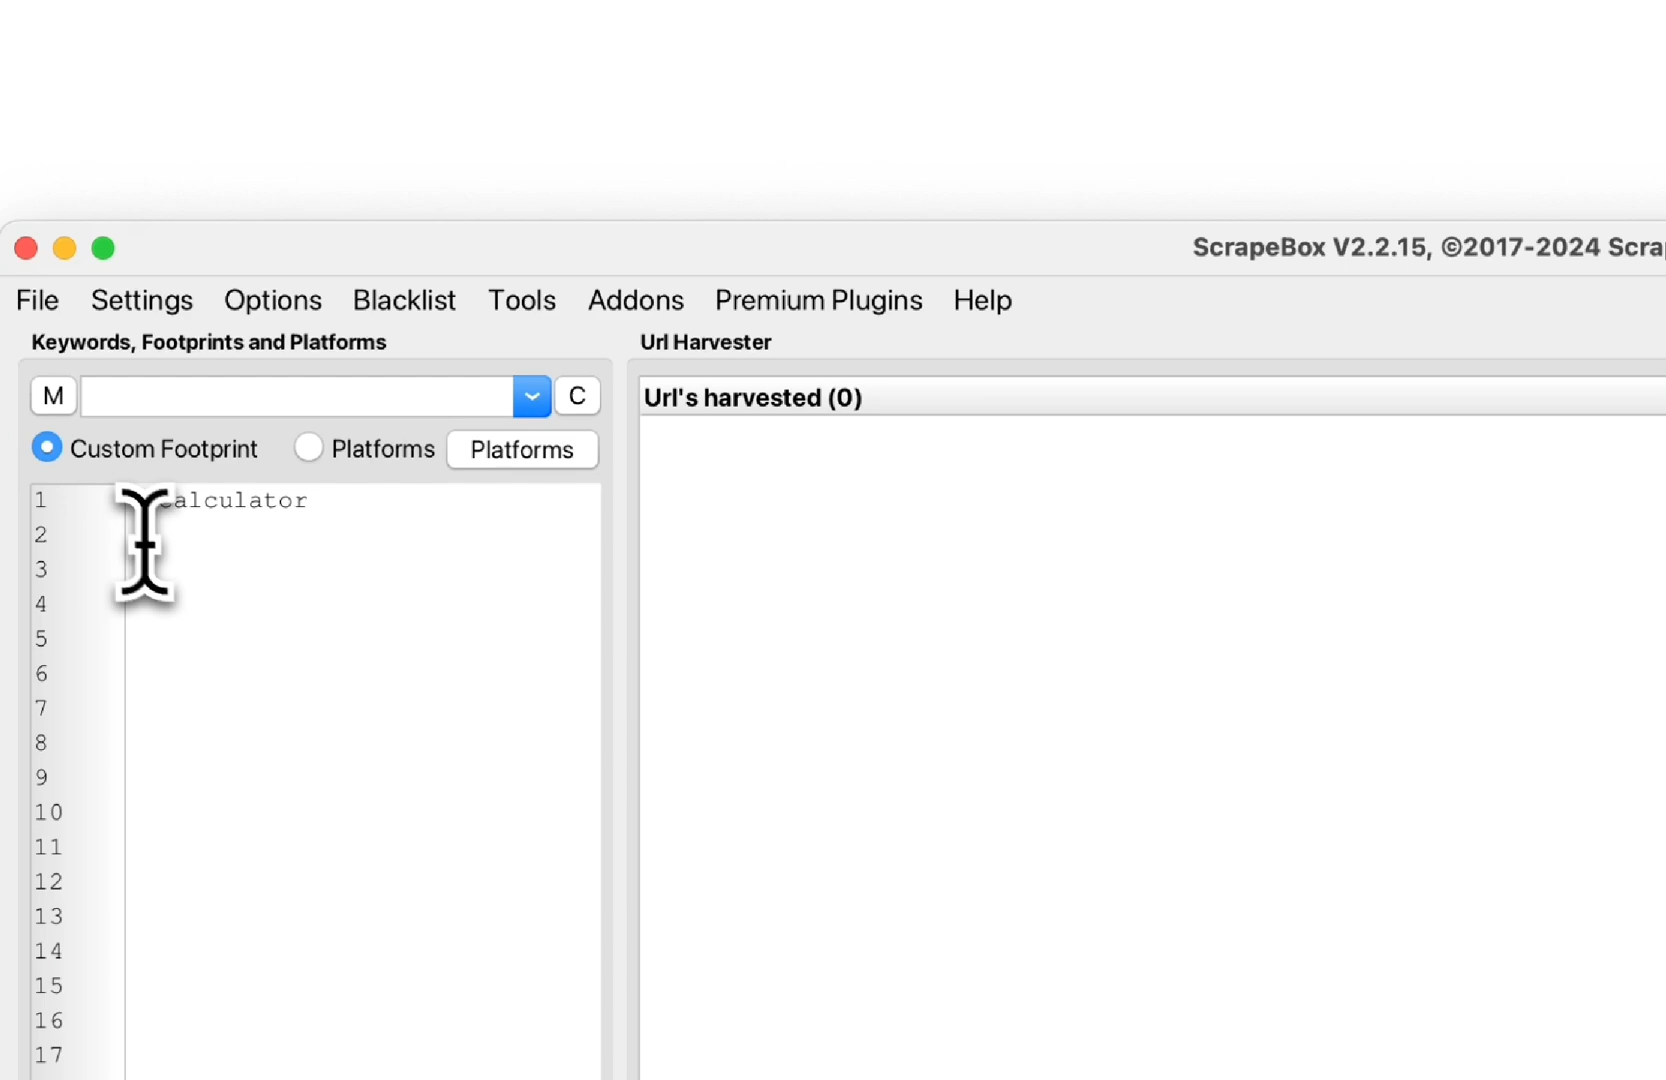 ScrapeBox V2.2.15, ©2017-2024 Scra
File Settings Options Blacklist Tools Addons Premium Plugins Help
Keywords, Footprints and Platforms
Url Harvester
M
C
Url's harvested (0)
Custom Footprint Platforms Platforms
1 calculator
2
3
4
5
6
7
8
9
10
11
12
13
14
15
16
17